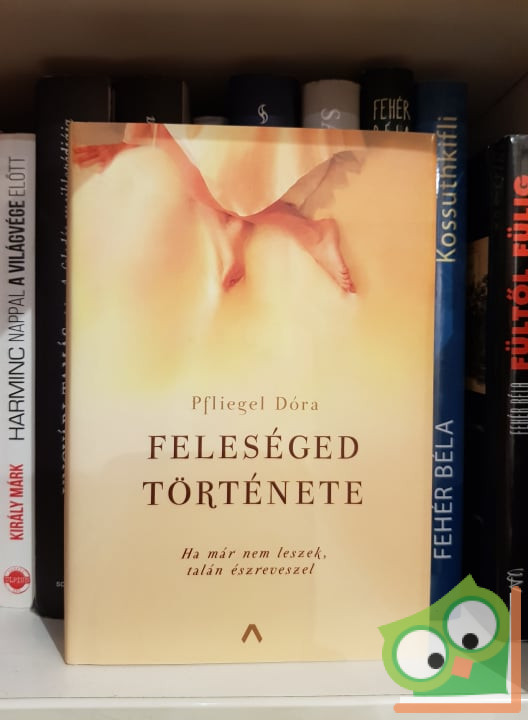 Pfliegel Dóra
FELESÉGED
TÖRTÉNETE
Ha már nem leszek,
talán észreveszel
KIRÁLY MÁRK
HARMINC NAPPAL A VILÁGVÉGE ELŐTT
FEHÉR
FEHÉR BÉLA
Kossuthkifli
FEHÉR BÉLA
FÜLTŐL FÜLIG